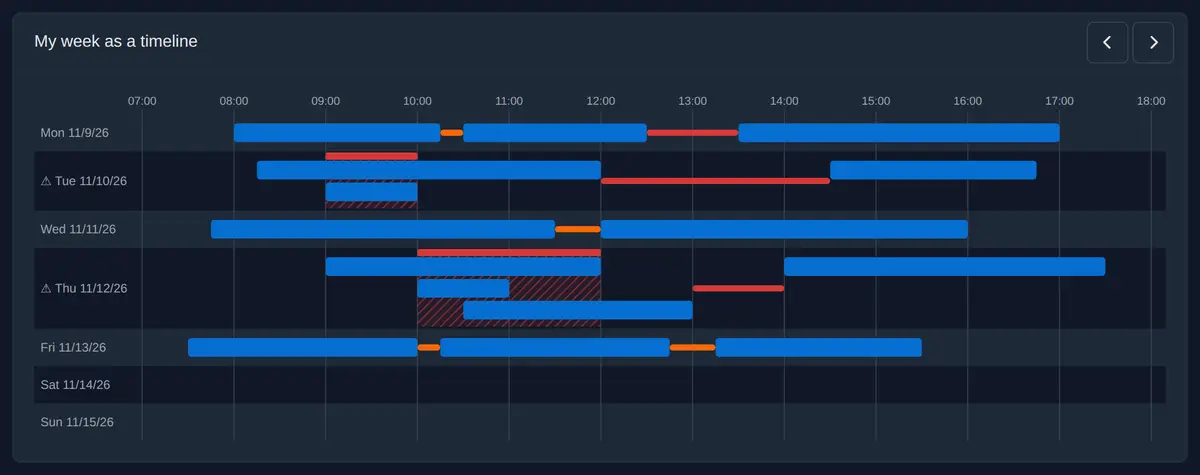 My week as a timeline
07:00 08:00 09:00 10:00 11:00 12:00 13:00 14:00 15:00 16:00 17:00 18:00
Mon 11/9/26
⚠ Tue 11/10/26
Wed 11/11/26
⚠ Thu 11/12/26
Fri 11/13/26
Sat 11/14/26
Sun 11/15/26